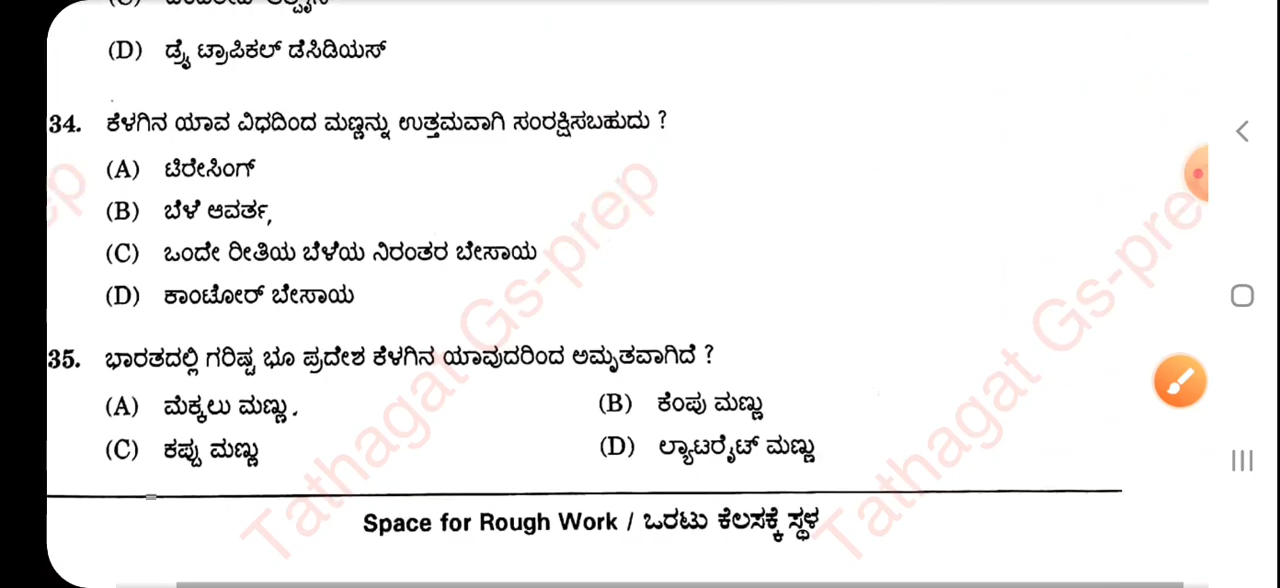 (D) ಡ್ರೈ ಟ್ರಾಪಿಕಲ್ ಡೆಸಿಡಿಯಸ್
34. ಕೆಳಗಿನ ಯಾವ ವಿಧದಿಂದ ಮಣ್ಣನ್ನು ಉತ್ತಮವಾಗಿ ಸಂರಕ್ಷಿಸಬಹುದು ?
(A) ಟೆರೇಸಿಂಗ್
(B) ಬೆಳೆ ಆವರ್ತ,
(C) ಒಂದೇ ರೀತಿಯ ಬೆಳೆಯ ನಿರಂತರ ಬೇಸಾಯ
(D) ಕಾಂಟೋರ್ ಬೇಸಾಯ
35. ಭಾರತದಲ್ಲಿ ಗರಿಷ್ಟ ಭೂ ಪ್ರದೇಶ ಕೆಳಗಿನ ಯಾವುದರಿಂದ ಅಮೃತವಾಗಿದೆ ?
(A) ಮೆಕ್ಕಲು ಮಣ್ಣು. (B) ಕೆಂಪು ಮಣ್ಣು
(C) ಕಪ್ಪು ಮಣ್ಣು (D) ಲ್ಯಾಟರೈಟ್ ಮಣ್ಣು
Space for Rough Work / ಒರಟು ಕೆಲಸಕ್ಕೆ ಸ್ಥಳ
Tathagat Gs-prep
Tathagat Gs-pre
ep